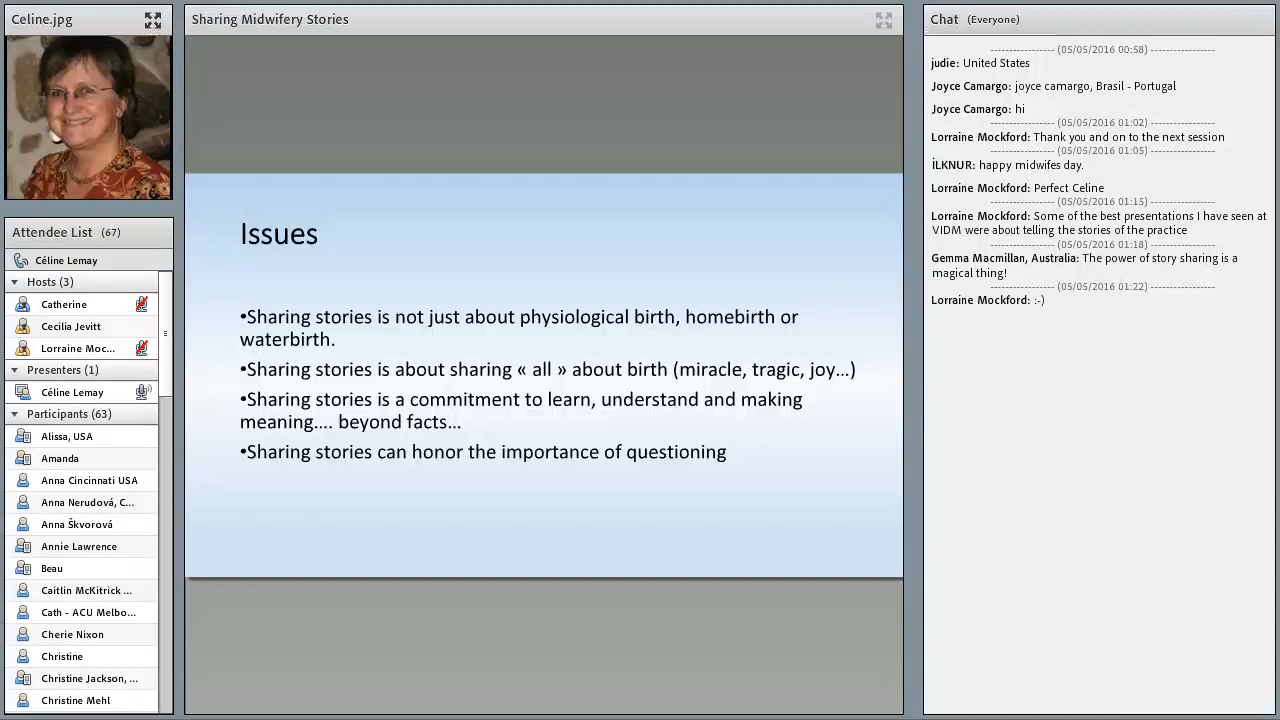 Celine.jpg
Attendee List (67)
Céline Lemay
Hosts (3)
Catherine
Cecilia Jevitt
Lorraine Moc...
Presenters (1)
Céline Lemay
Participants (63)
Alissa, USA
Amanda
Anna Cincinnati USA
Anna Nerudová, C...
Anna Škvorová
Annie Lawrence
Beau
Caitlin McKitrick ...
Cath - ACU Melbo...
Cherie Nixon
Christine
Christine Jackson, ...
Christine Mehl
Sharing Midwifery Stories
Issues
•Sharing stories is not just about physiological birth, homebirth or
waterbirth.
•Sharing stories is about sharing « all » about birth (miracle, tragic, joy...)
•Sharing stories is a commitment to learn, understand and making
meaning.... beyond facts...
•Sharing stories can honor the importance of questioning
Chat (Everyone)
----------------- (05/05/2016 00:58) -----------------
judie: United States
Joyce Camargo: joyce camargo, Brasil - Portugal
Joyce Camargo: hi
----------------- (05/05/2016 01:02) -----------------
Lorraine Mockford: Thank you and on to the next session
----------------- (05/05/2016 01:05) -----------------
İLKNUR: happy midwifes day.
Lorraine Mockford: Perfect Celine
----------------- (05/05/2016 01:15) -----------------
Lorraine Mockford: Some of the best presentations I have seen at
VIDM were about telling the stories of the practice
----------------- (05/05/2016 01:18) -----------------
Gemma Macmillan, Australia: The power of story sharing is a
magical thing!
----------------- (05/05/2016 01:22) -----------------
Lorraine Mockford: :-)